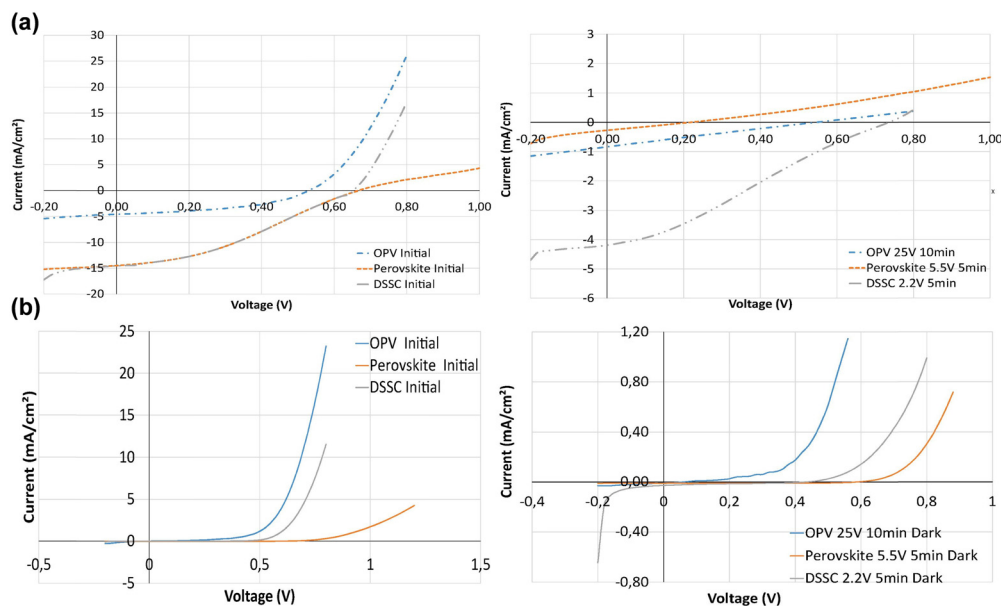 (a)
30
25
20
15
10
5
0
-5
-10
-15
-20
-0,20 0,00 0,20 0,40 0,60 0,80 1,00
Current (mA/cm²)
Voltage (V)
OPV Initial
Perovskite Initial
DSSC Initial
3
2
1
0
-1
-2
-3
-4
-5
-6
-0,20 0,00 0,20 0,40 0,60 0,80 1,00
Current (mA/cm²)
Voltage (V)
x
OPV 25V 10min
Perovskite 5.5V 5min
DSSC 2.2V 5min
(b)
25
20
15
10
5
0
-5
-0,5 0 0,5 1 1,5
Current (mA/cm²)
Voltage (V)
OPV Initial
Perovskite Initial
DSSC Initial
1,20
0,80
0,40
0,00
-0,40
-0,80
-0,4 -0,2 0 0,2 0,4 0,6 0,8 1
Current (mA/cm²)
Voltage (V)
OPV 25V 10min Dark
Perovskite 5.5V 5min Dark
DSSC 2.2V 5min Dark